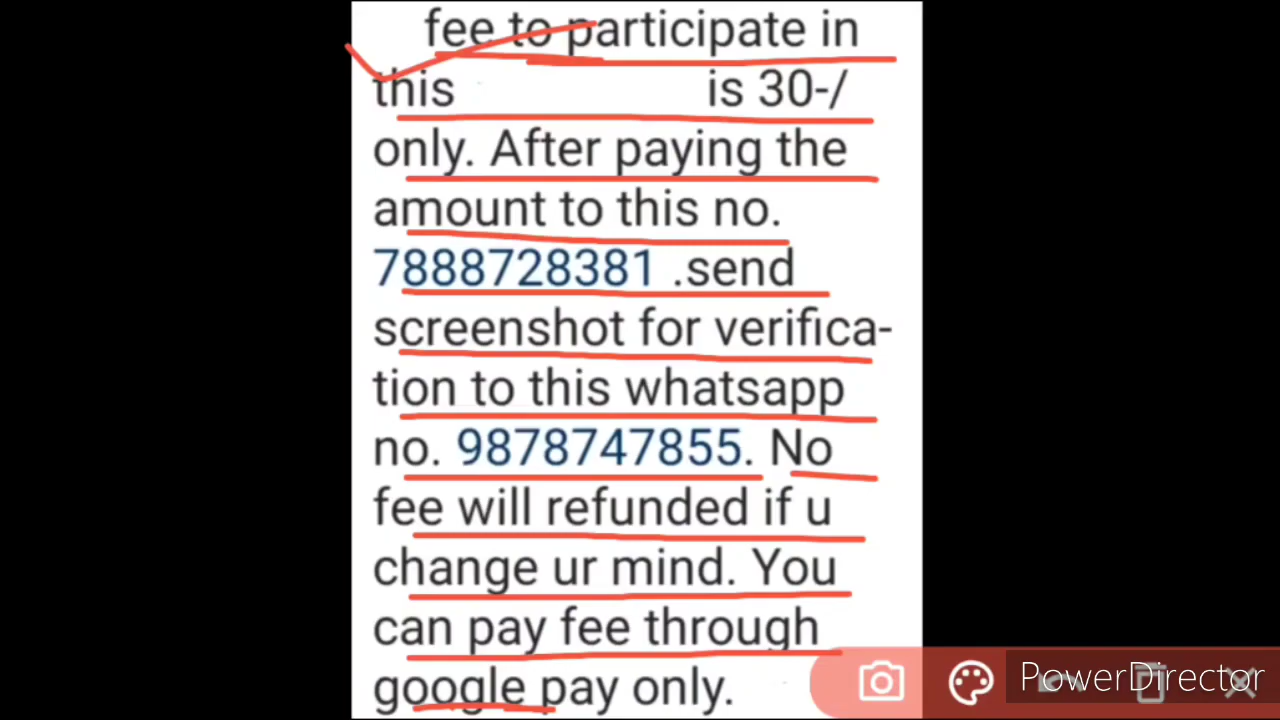 fee to participate in
this is 30-/
only. After paying the
amount to this no.
7888728381 .send
screenshot for verifica-
tion to this whatsapp
no. 9878747855. No
fee will refunded if u
change ur mind. You
can pay fee through
google pay only.
PowerDirector